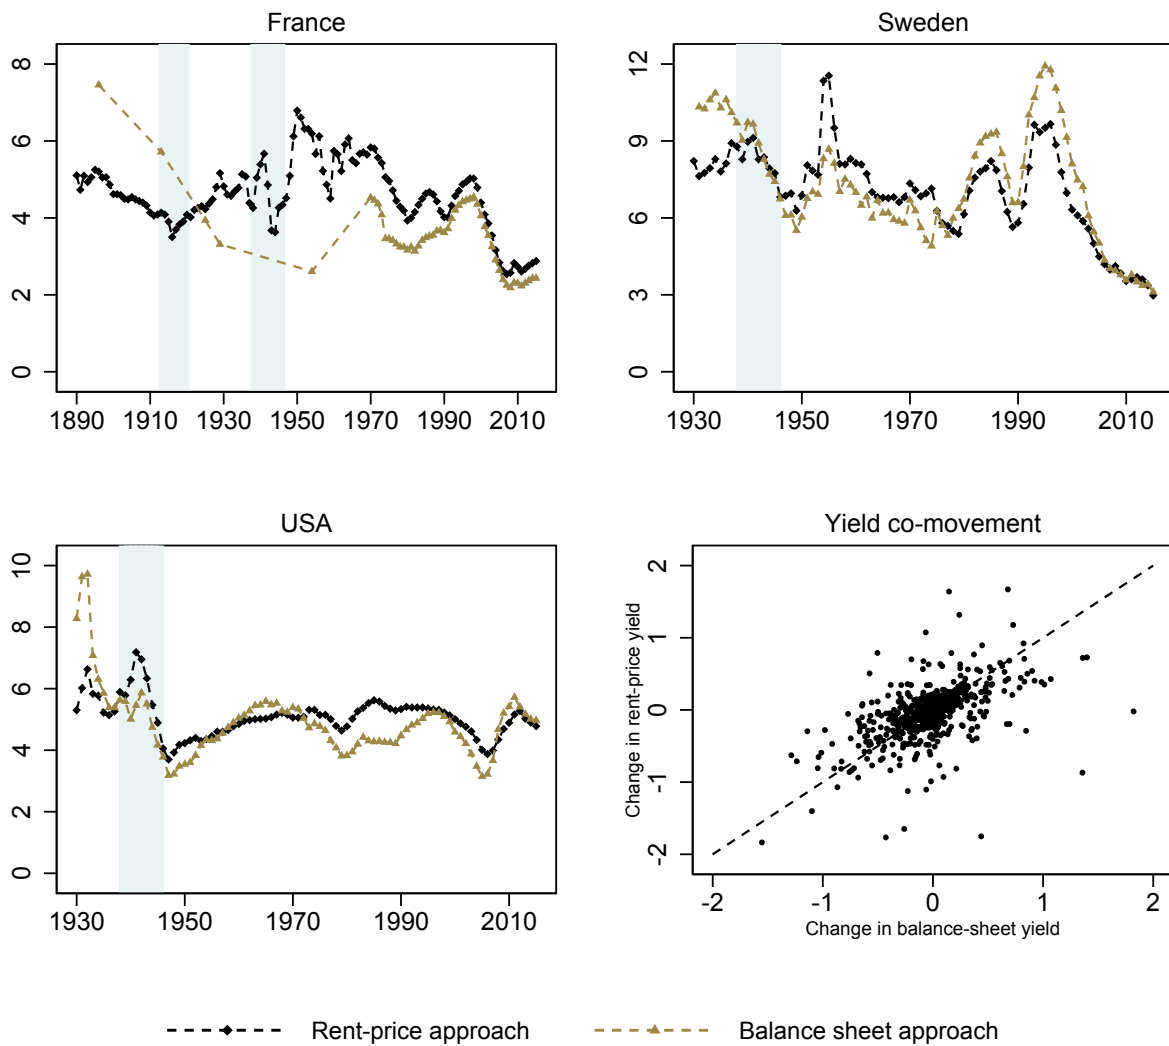 France
8
6
4
2
0
1890 1910 1930 1950 1970 1990 2010
Sweden
12
9
6
3
0
1930 1950 1970 1990 2010
USA
10
8
6
4
2
0
1930 1950 1970 1990 2010
Yield co-movement
Change in rent-price yield
2
1
0
-1
-2
-2 -1 0 1 2
Change in balance-sheet yield
Rent-price approach Balance sheet approach